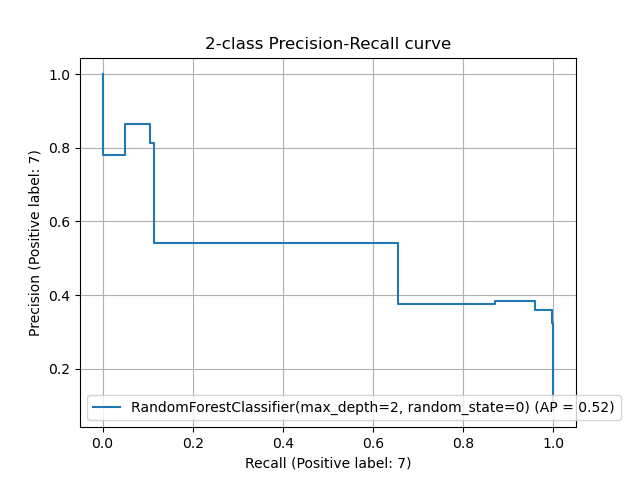 2-class Precision-Recall curve
1.0
0.8
0.6
0.4
0.2
Precision (Positive label: 7)
RandomForestClassifier(max_depth=2, random_state=0) (AP = 0.52)
0.0 0.2 0.4 0.6 0.8 1.0
Recall (Positive label: 7)